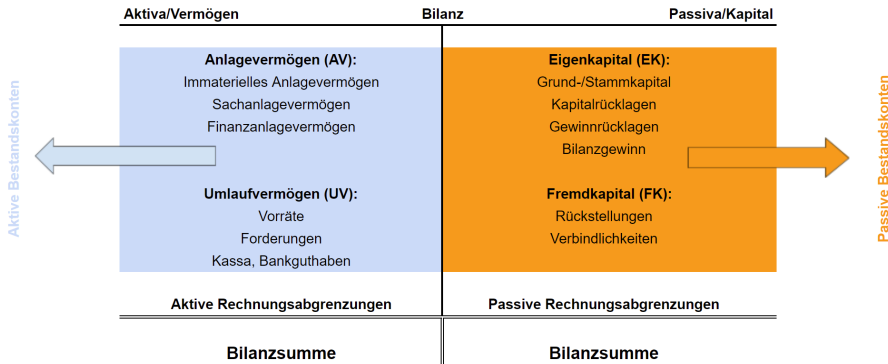 Aktiva/Vermögen Bilanz Passiva/Kapital
Aktive Bestandskonten
Anlagevermögen (AV):
Immaterielles Anlagevermögen
Sachanlagevermögen
Finanzanlagevermögen
Umlaufvermögen (UV):
Vorräte
Forderungen
Kassa, Bankguthaben
Aktive Rechnungsabgrenzungen
Bilanzsumme
Eigenkapital (EK):
Grund-/Stammkapital
Kapitalrücklagen
Gewinnrücklagen
Bilanzgewinn
Fremdkapital (FK):
Rückstellungen
Verbindlichkeiten
Passive Rechnungsabgrenzungen
Bilanzsumme
Passive Bestandskonten